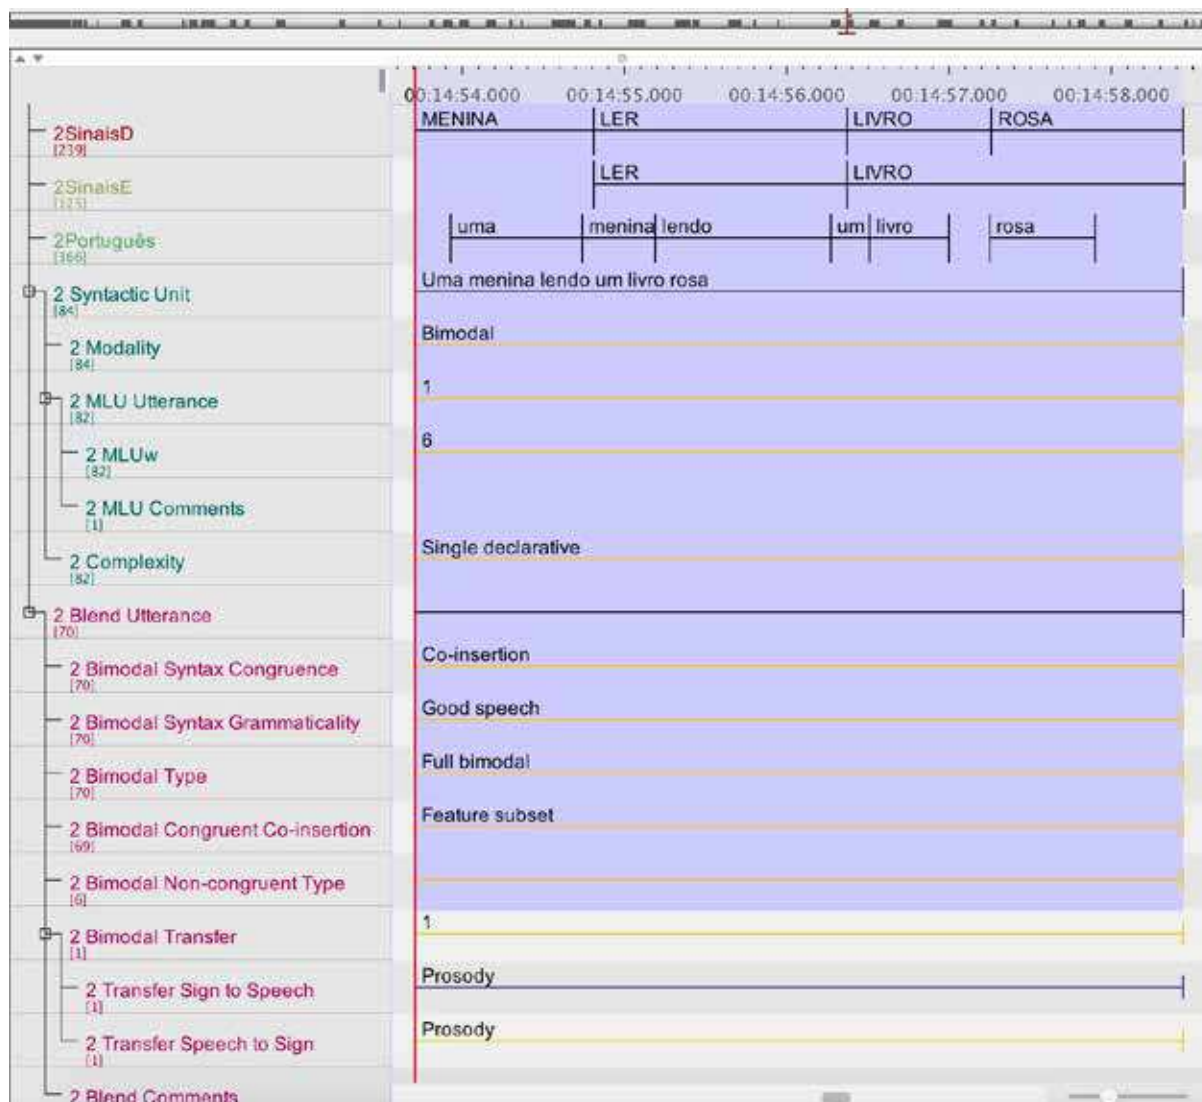 00:14:54.000 00:14:55.000 00:14:56.000 00:14:57.000 00:14:58.000
2SinaisD MENINA LER LIVRO ROSA
[239]
2SinaisE LER LIVRO
[123]
2Português uma menina lendo um livro rosa
[366]
2 Syntactic Unit Uma menina lendo um livro rosa
[84]
2 Modality Bimodal
[84]
2 MLU Utterance 1
[82]
2 MLUw 6
[82]
2 MLU Comments
[1]
2 Complexity Single declarative
[82]
2 Blend Utterance
[70]
2 Bimodal Syntax Congruence Co-insertion
[70]
2 Bimodal Syntax Grammaticality Good speech
[70]
2 Bimodal Type Full bimodal
[70]
2 Bimodal Congruent Co-insertion Feature subset
[69]
2 Bimodal Non-congruent Type
[6]
2 Bimodal Transfer 1
[1]
2 Transfer Sign to Speech Prosody
[1]
2 Transfer Speech to Sign Prosody
[1]
2 Blend Comments